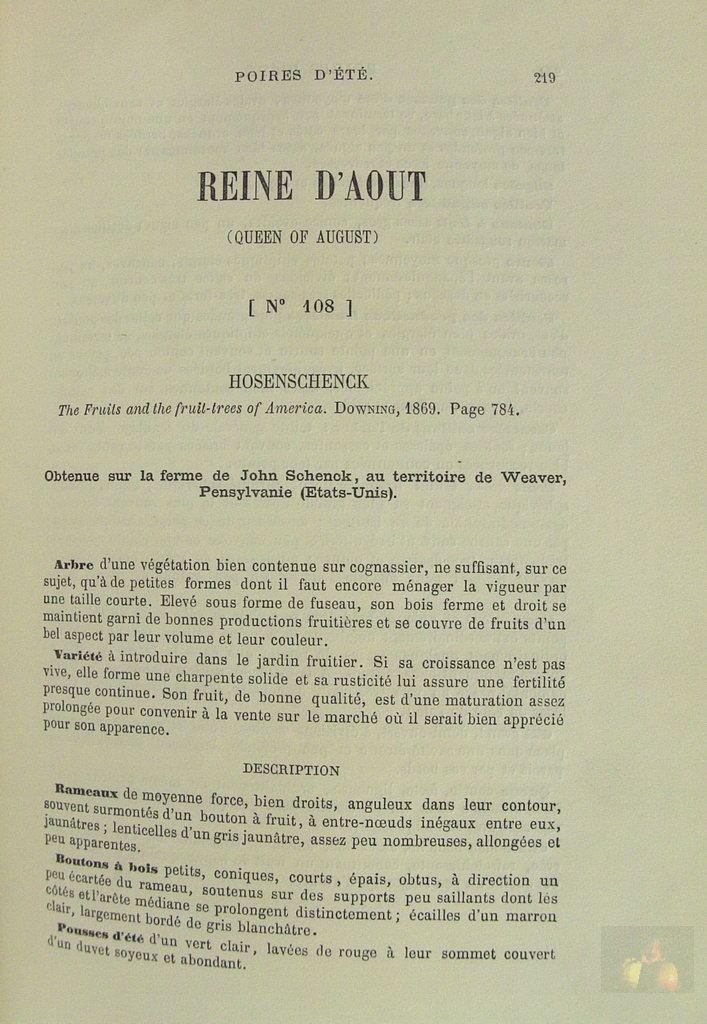 POIRES D'ÉTÉ. 219
REINE D'AOUT
(QUEEN OF AUGUST)
[ Nº 108 ]
HOSENSCHENCK
The Fruits and the fruit-trees of America. DOWNING, 1869. Page 784.
Obtenue sur la ferme de John Schenck, au territoire de Weaver,
Pensylvanie (Etats-Unis).
Arbre d'une végétation bien contenue sur cognassier, ne suffisant, sur ce
sujet, qu'à de petites formes dont il faut encore ménager la vigueur par
une taille courte. Elevé sous forme de fuseau, son bois ferme et droit se
maintient garni de bonnes productions fruitières et se couvre de fruits d'un
bel aspect par leur volume et leur couleur.
Variété à introduire dans le jardin fruitier. Si sa croissance n'est pas
vive, elle forme une charpente solide et sa rusticité lui assure une fertilité
presque continue. Son fruit, de bonne qualité, est d'une maturation assez
prolongée pour convenir à la vente sur le marché où il serait bien apprécié
pour son apparence.
DESCRIPTION
Rameaux de moyenne force, bien droits, anguleux dans leur contour,
souvent surmontés d'un bouton à fruit, à entre-nœuds inégaux entre eux,
jaunâtres ; lenticelles d'un gris jaunâtre, assez peu nombreuses, allongées et
peu apparentes.
Boutons à bois petits, coniques, courts, épais, obtus, à direction un
peu écartée du rameau, soutenus sur des supports peu saillants dont lés
côtés et l'arête médiane se prolongent distinctement ; écailles d'un marron
clair, largement bordé de gris blanchâtre.
Pousses d'été d'un vert clair, lavées de rouge à leur sommet couvert
d'un duvet soyeux et abondant.